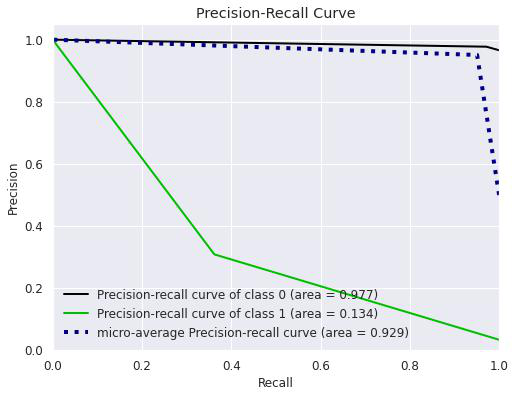 Precision-Recall Curve
1.0
0.8
0.6
0.4
0.2
0.0
Precision
Precision-recall curve of class 0 (area = 0.977)
Precision-recall curve of class 1 (area = 0.134)
micro-average Precision-recall curve (area = 0.929)
0.0 0.2 0.4 0.6 0.8 1.0
Recall